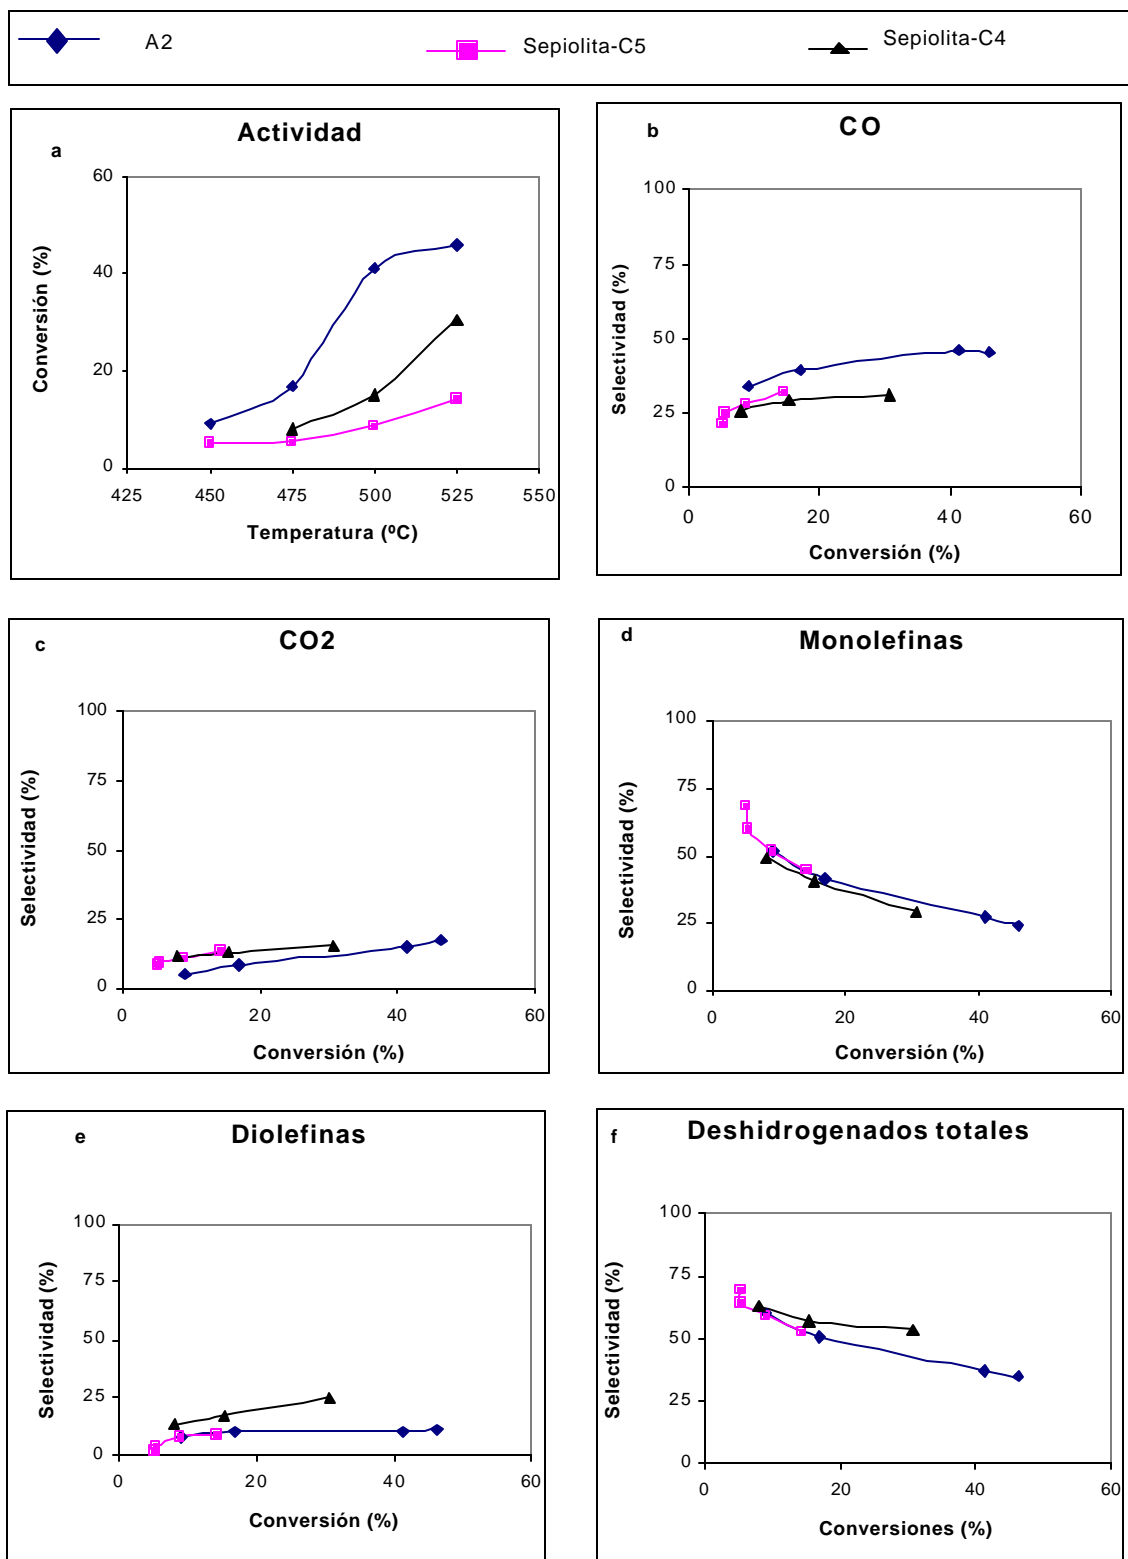 A2
Sepiolita-C5
Sepiolita-C4
a
Actividad
Conversión (%)
60
40
20
0
425
450
475
500
525
550
Temperatura (ºC)
b
CO
Selectividad (%)
100
75
50
25
0
0
20
40
60
Conversión (%)
c
CO2
Selectividad (%)
100
75
50
25
0
0
20
40
60
Conversión (%)
d
Monolefinas
Selectividad (%)
100
75
50
25
0
0
20
40
60
Conversión (%)
e
Diolefinas
Selectividad (%)
100
75
50
25
0
0
20
40
60
Conversión (%)
f
Deshidrogenados totales
Selectividad (%)
100
75
50
25
0
0
20
40
60
Conversiones (%)